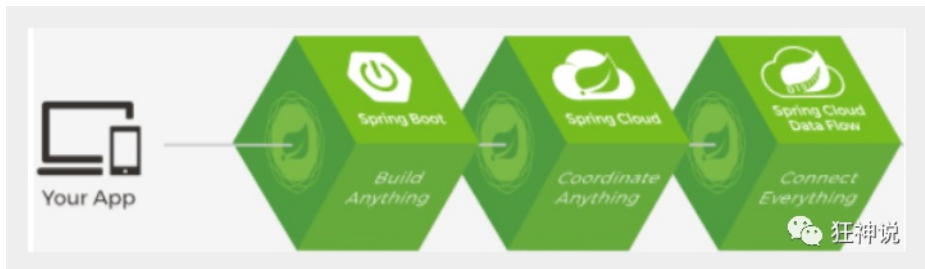 Your App
Spring Boot
Build
Anything
Spring Cloud
Coordinate
Anything
Spring Cloud
Data Flow
Connect
Everything
狂神说